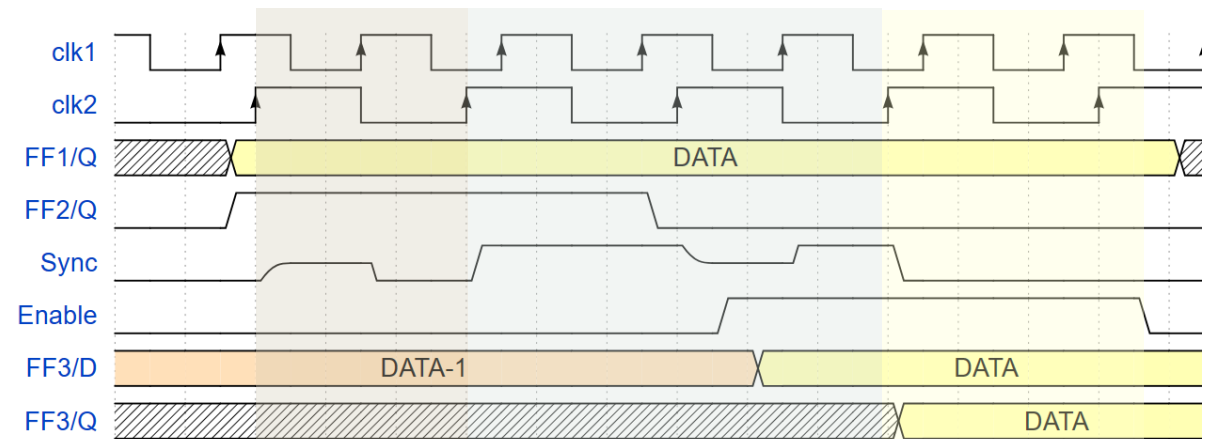 clk1
clk2
FF1/Q DATA
FF2/Q
Sync
Enable
FF3/D DATA-1 DATA
FF3/Q DATA